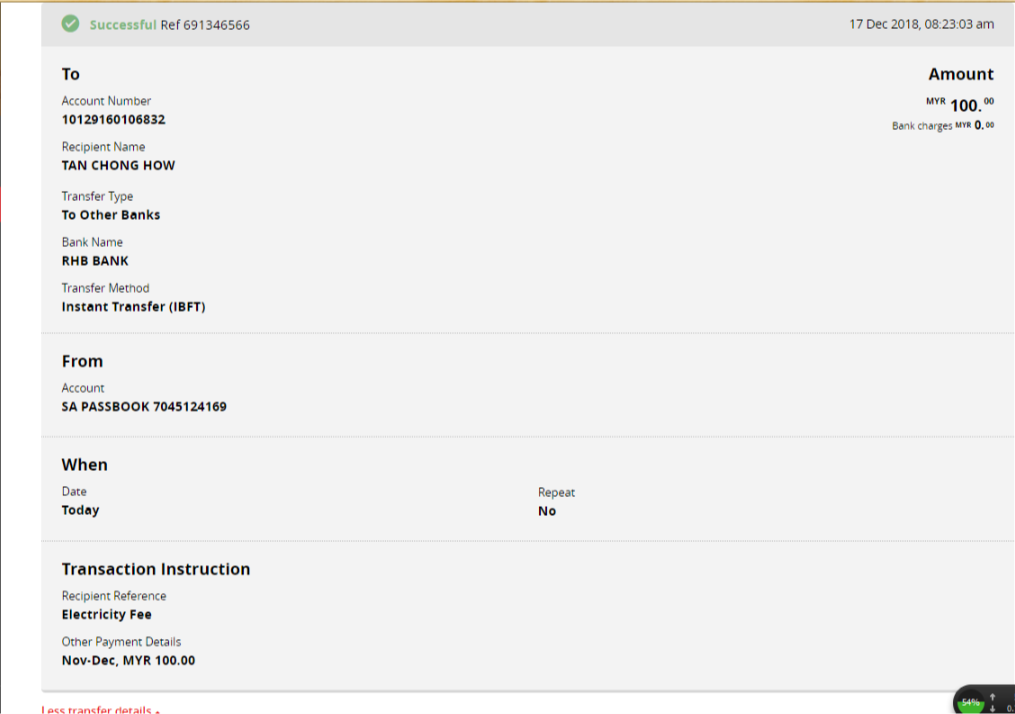 Successful Ref 691346566
17 Dec 2018, 08:23:03 am
To
Amount
Account Number
MYR 100.00
10129160106832
Bank charges MYR 0.00
Recipient Name
TAN CHONG HOW
Transfer Type
To Other Banks
Bank Name
RHB BANK
Transfer Method
Instant Transfer (IBFT)
From
Account
SA PASSBOOK 7045124169
When
Date
Repeat
Today
No
Transaction Instruction
Recipient Reference
Electricity Fee
Other Payment Details
Nov-Dec, MYR 100.00
Less transfer details
54%
0.